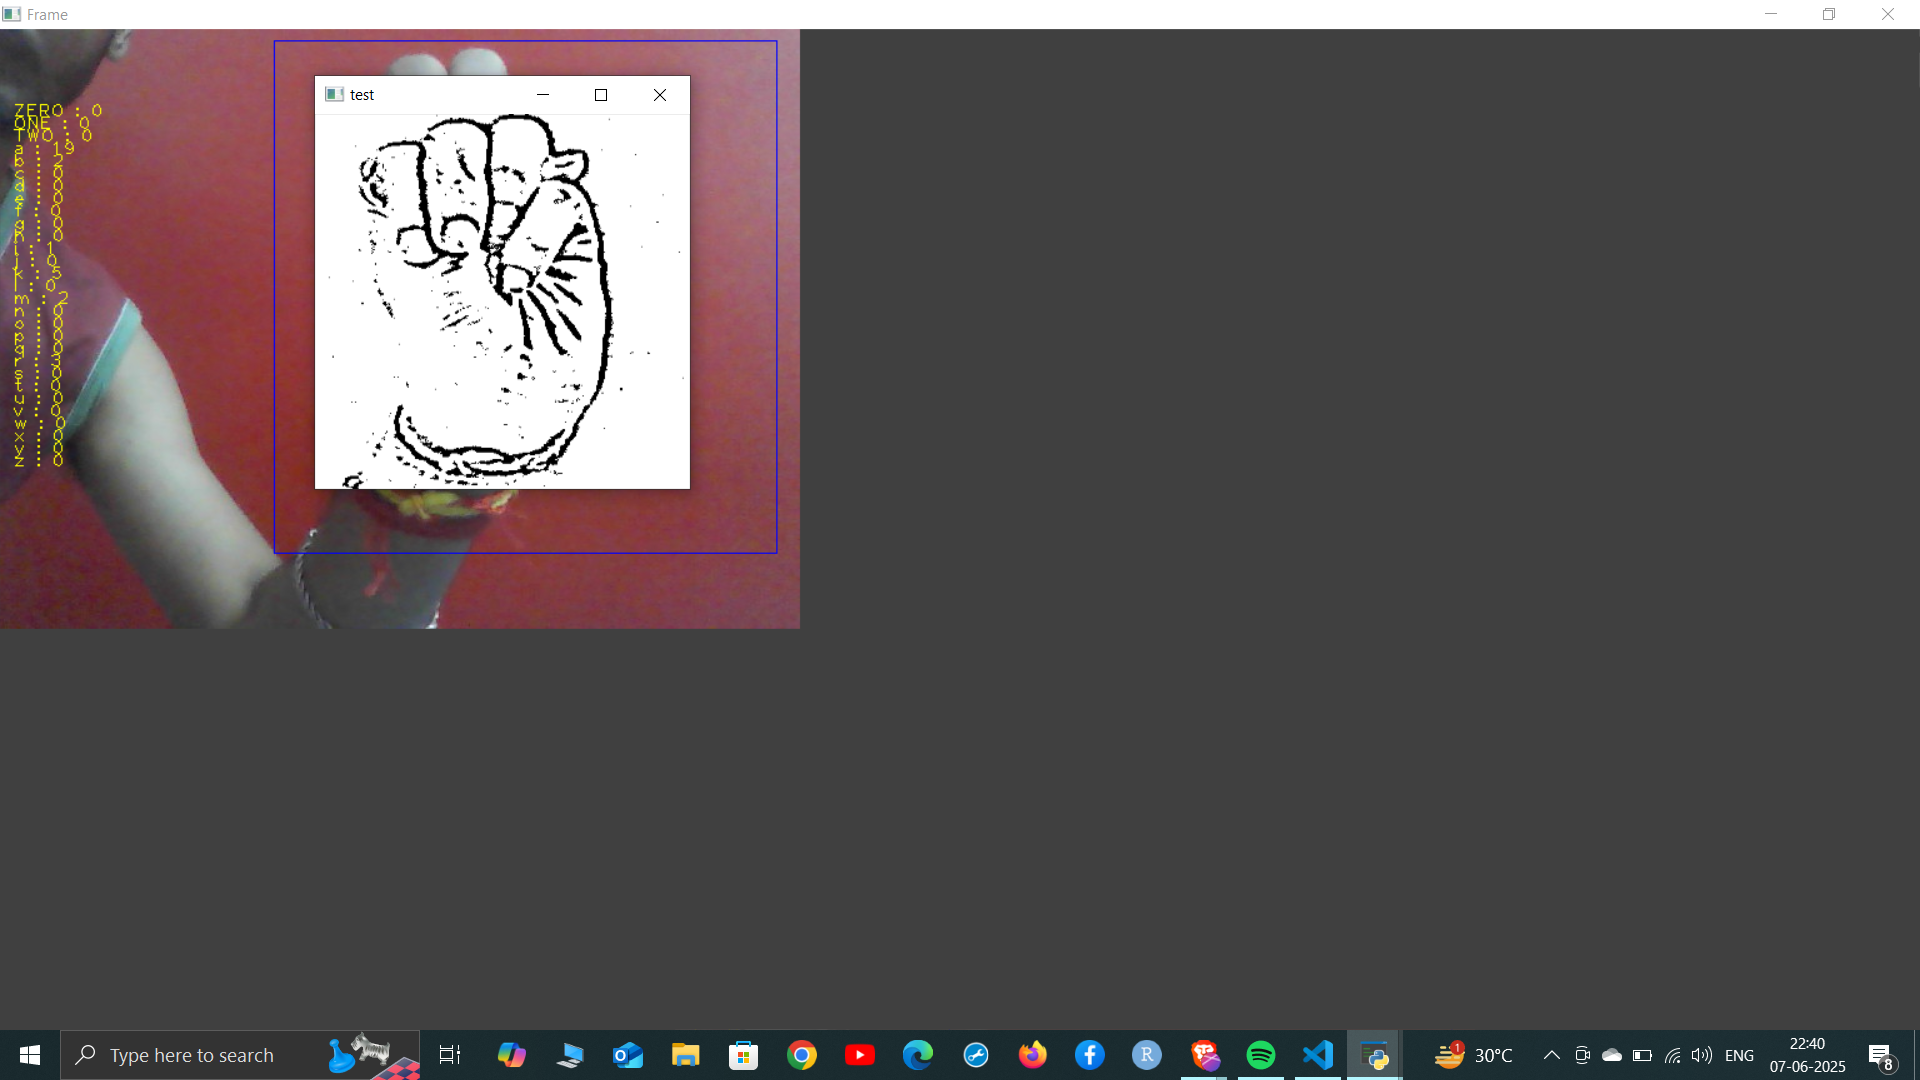 Frame
test
ZERO : 0
ONE : 0
TWO : 0
a : 19
b : 2
c : 0
d : 0
e : 0
f : 0
g : 0
h : 0
i : 1
j : 0
k : 5
l : 0
m : 2
n : 0
o : 0
p : 0
q : 0
r : 3
s : 0
t : 0
u : 0
v : 0
w : 0
x : 0
y : 0
z : 0
Type here to search
1
30°C
ENG
22:40
07-06-2025
8